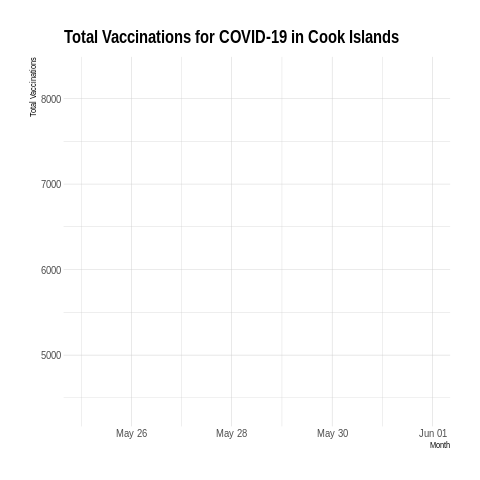 Total Vaccinations for COVID-19 in Cook Islands
Total Vaccinations
8000
7000
6000
5000
May 26 May 28 May 30 Jun 01
Month